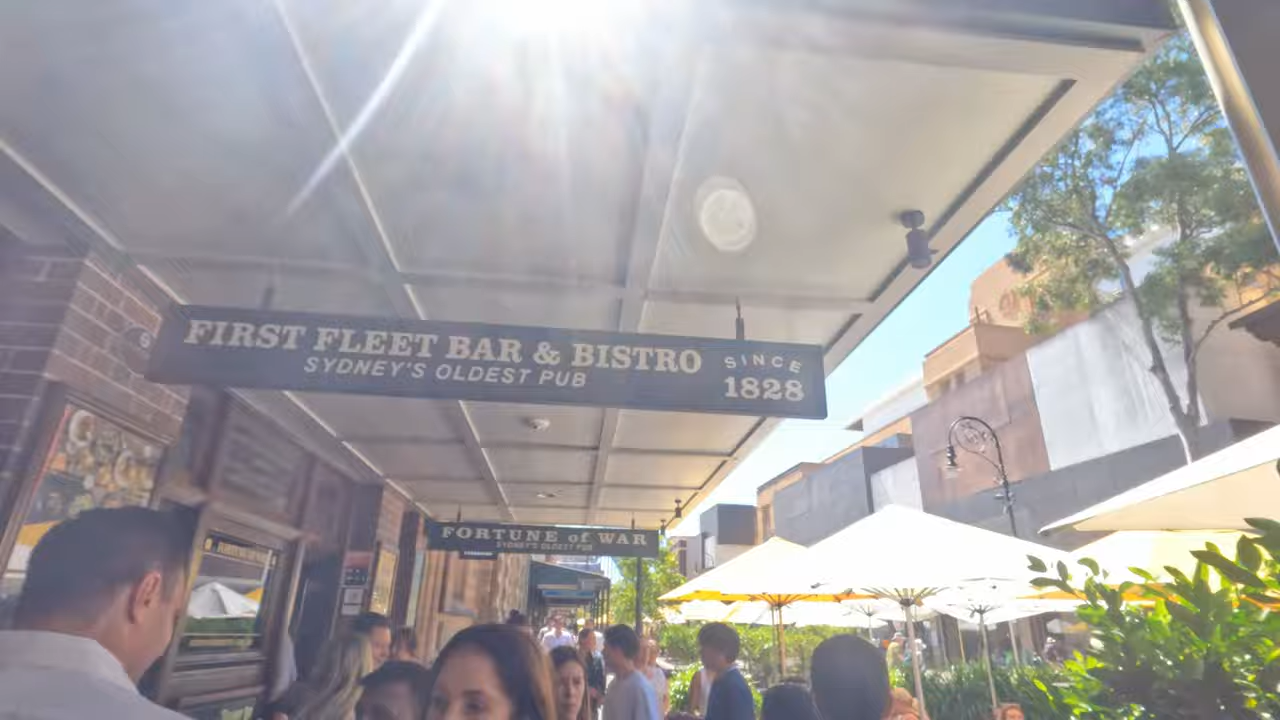 FIRST FLEET BAR & BISTRO
SYDNEY'S OLDEST PUB
SINCE
1828
FORTUNE of WAR
SYDNEY'S OLDEST PUB